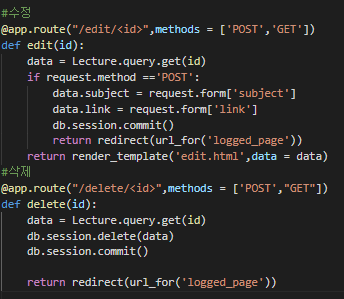 #수정
@app.route("/edit/<id>",methods = ['POST','GET'])
def edit(id):
    data = Lecture.query.get(id)
    if request.method =='POST':
        data.subject = request.form['subject']
        data.link = request.form['link']
        db.session.commit()
        return redirect(url_for('logged_page'))
    return render_template('edit.html',data = data)
#삭제
@app.route("/delete/<id>",methods = ['POST',"GET"])
def delete(id):
    data = Lecture.query.get(id)
    db.session.delete(data)
    db.session.commit()

    return redirect(url_for('logged_page'))